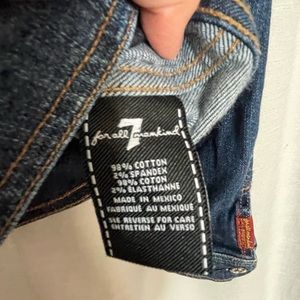 7
for all mankind
98% COTTON
2% SPANDEX
98% COTON
2% ELASTHANNE
MADE IN MEXICO
FABRIQUÉ AU MEXIQUE
SEE REVERSE FOR CARE
ENTRETIEN AU VERSO